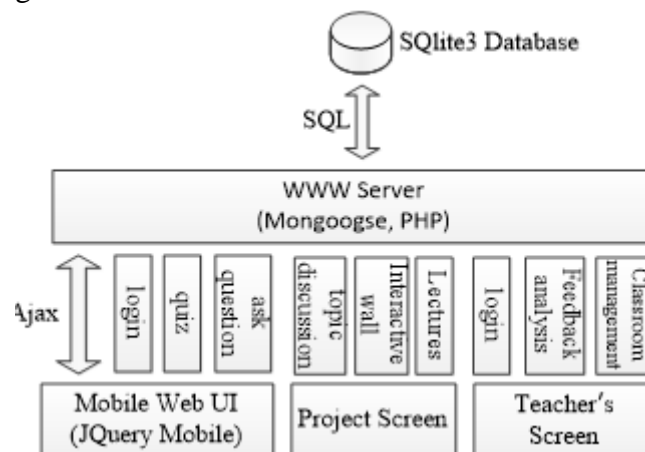 SQlite3 Database
SQL
WWW Server
(Mongoogse, PHP)
Ajax
login
quiz
ask
question
topic
discussion
Interactive
wall
Lectures
login
Feedback
analysis
Classroom
management
Mobile Web UI
(JQuery Mobile)
Project Screen
Teacher's
Screen